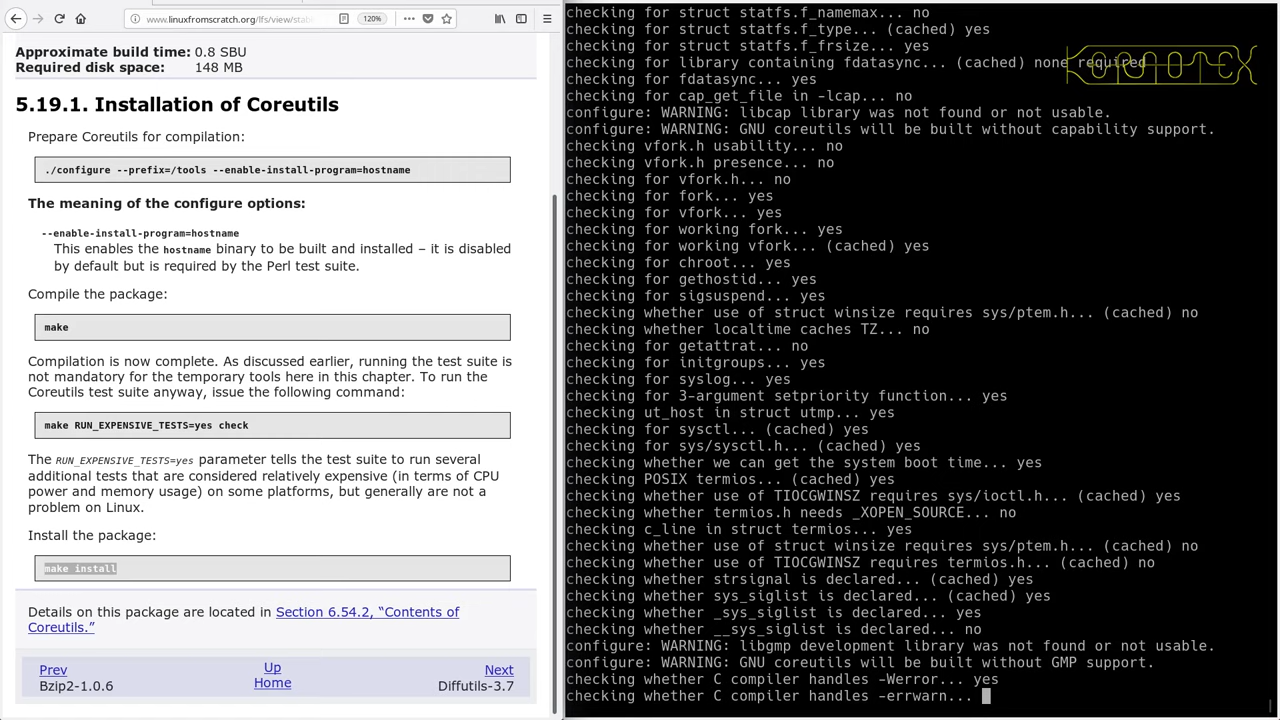 www.linuxfromscratch.org/lfs/view/stab
120%
Approximate build time: 0.8 SBU
Required disk space: 148 MB
5.19.1. Installation of Coreutils
Prepare Coreutils for compilation:
./configure --prefix=/tools --enable-install-program=hostname
The meaning of the configure options:
--enable-install-program=hostname
This enables the hostname binary to be built and installed – it is disabled
by default but is required by the Perl test suite.
Compile the package:
make
Compilation is now complete. As discussed earlier, running the test suite is
not mandatory for the temporary tools here in this chapter. To run the
Coreutils test suite anyway, issue the following command:
make RUN_EXPENSIVE_TESTS=yes check
The RUN_EXPENSIVE_TESTS=yes parameter tells the test suite to run several
additional tests that are considered relatively expensive (in terms of CPU
power and memory usage) on some platforms, but generally are not a
problem on Linux.
Install the package:
make install
Details on this package are located in Section 6.54.2, “Contents of
Coreutils.”
Prev
Up
Next
Bzip2-1.0.6
Home
Diffutils-3.7
checking for struct statfs.f_namemax... no
checking for struct statfs.f_type... (cached) yes
checking for struct statfs.f_frsize... yes
checking for library containing fdatasync... (cached) none required
checking for fdatasync... yes
checking for cap_get_file in -lcap... no
configure: WARNING: libcap library was not found or not usable.
configure: WARNING: GNU coreutils will be built without capability support.
checking vfork.h usability... no
checking vfork.h presence... no
checking for vfork.h... no
checking for fork... yes
checking for vfork... yes
checking for working fork... yes
checking for working vfork... (cached) yes
checking for chroot... yes
checking for gethostid... yes
checking for sigsuspend... yes
checking whether use of struct winsize requires sys/ptem.h... (cached) no
checking whether localtime caches TZ... no
checking for getattrat... no
checking for initgroups... yes
checking for syslog... yes
checking for 3-argument setpriority function... yes
checking ut_host in struct utmp... yes
checking for sysctl... (cached) yes
checking for sys/sysctl.h... (cached) yes
checking whether we can get the system boot time... yes
checking POSIX termios... (cached) yes
checking whether use of TIOCGWINSZ requires sys/ioctl.h... (cached) yes
checking whether termios.h needs _XOPEN_SOURCE... no
checking c_line in struct termios... yes
checking whether use of struct winsize requires sys/ptem.h... (cached) no
checking whether use of TIOCGWINSZ requires termios.h... (cached) no
checking whether strsignal is declared... (cached) yes
checking whether sys_siglist is declared... (cached) yes
checking whether _sys_siglist is declared... yes
checking whether __sys_siglist is declared... no
configure: WARNING: libgmp development library was not found or not usable.
configure: WARNING: GNU coreutils will be built without GMP support.
checking whether C compiler handles -Werror... yes
checking whether C compiler handles -errwarn...